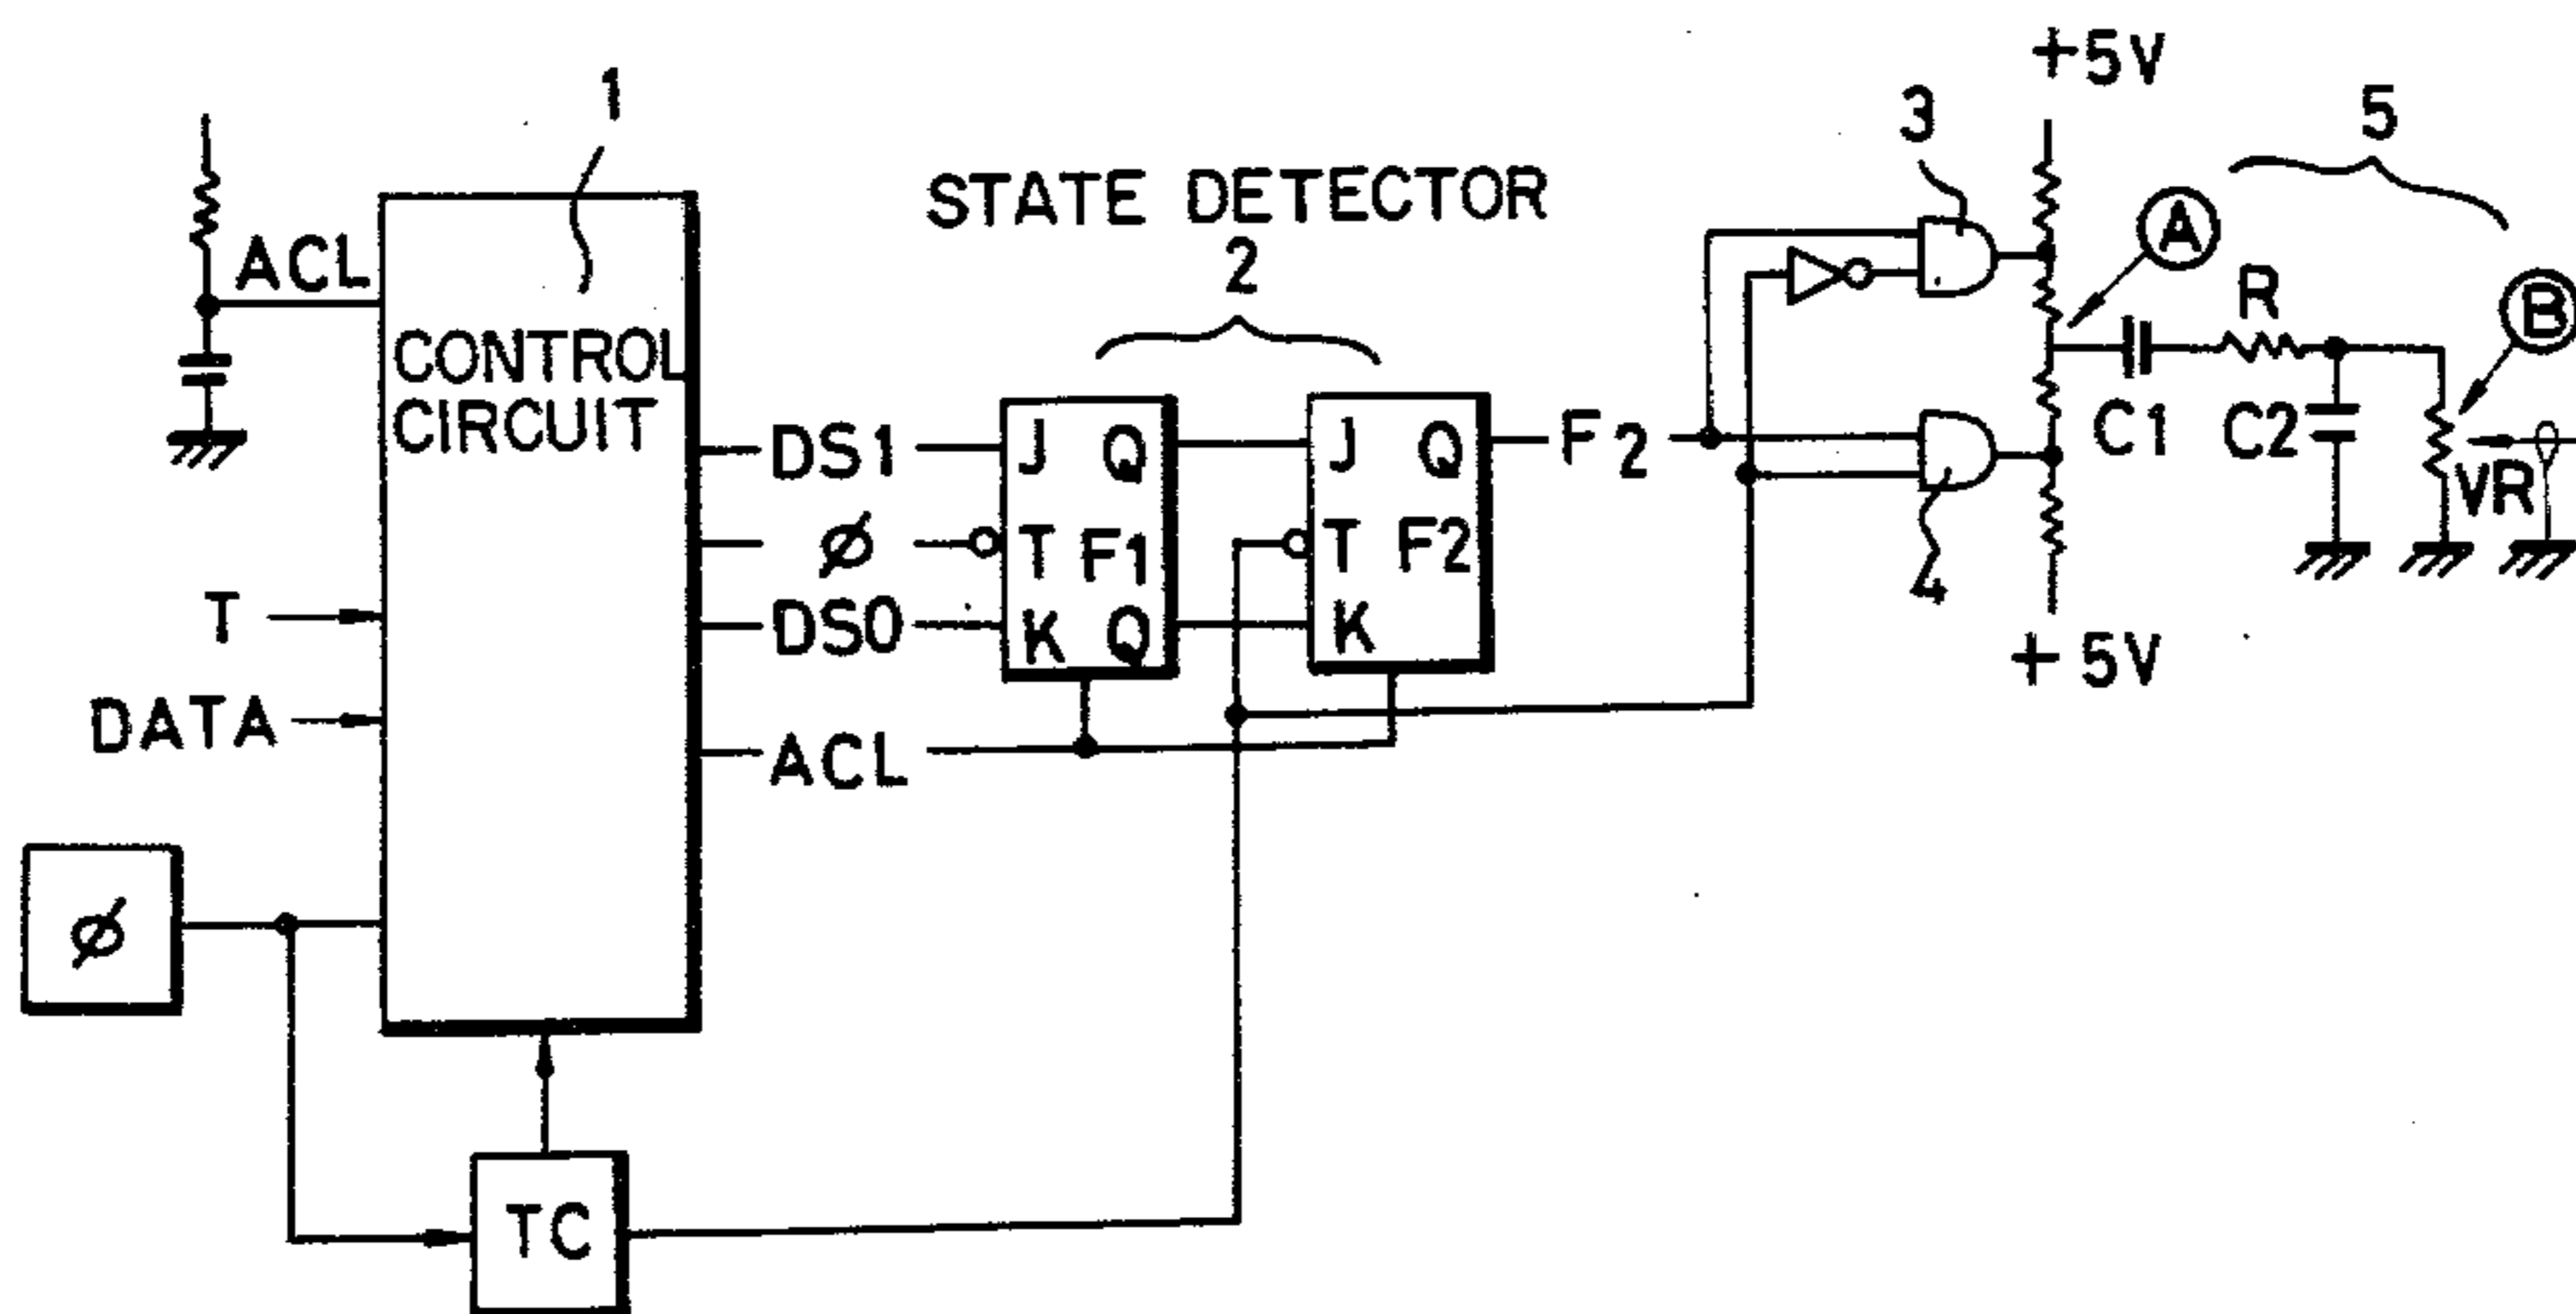 +5V
1
3
5
STATE DETECTOR
2
A
ACL
R
B
CONTROL
CIRCUIT
J Q
J Q
C1
C2
VR
DS1
F2
ø
T F1
T F2
4
T
DS0
K Q
K
+5V
DATA
ACL
ø
TC